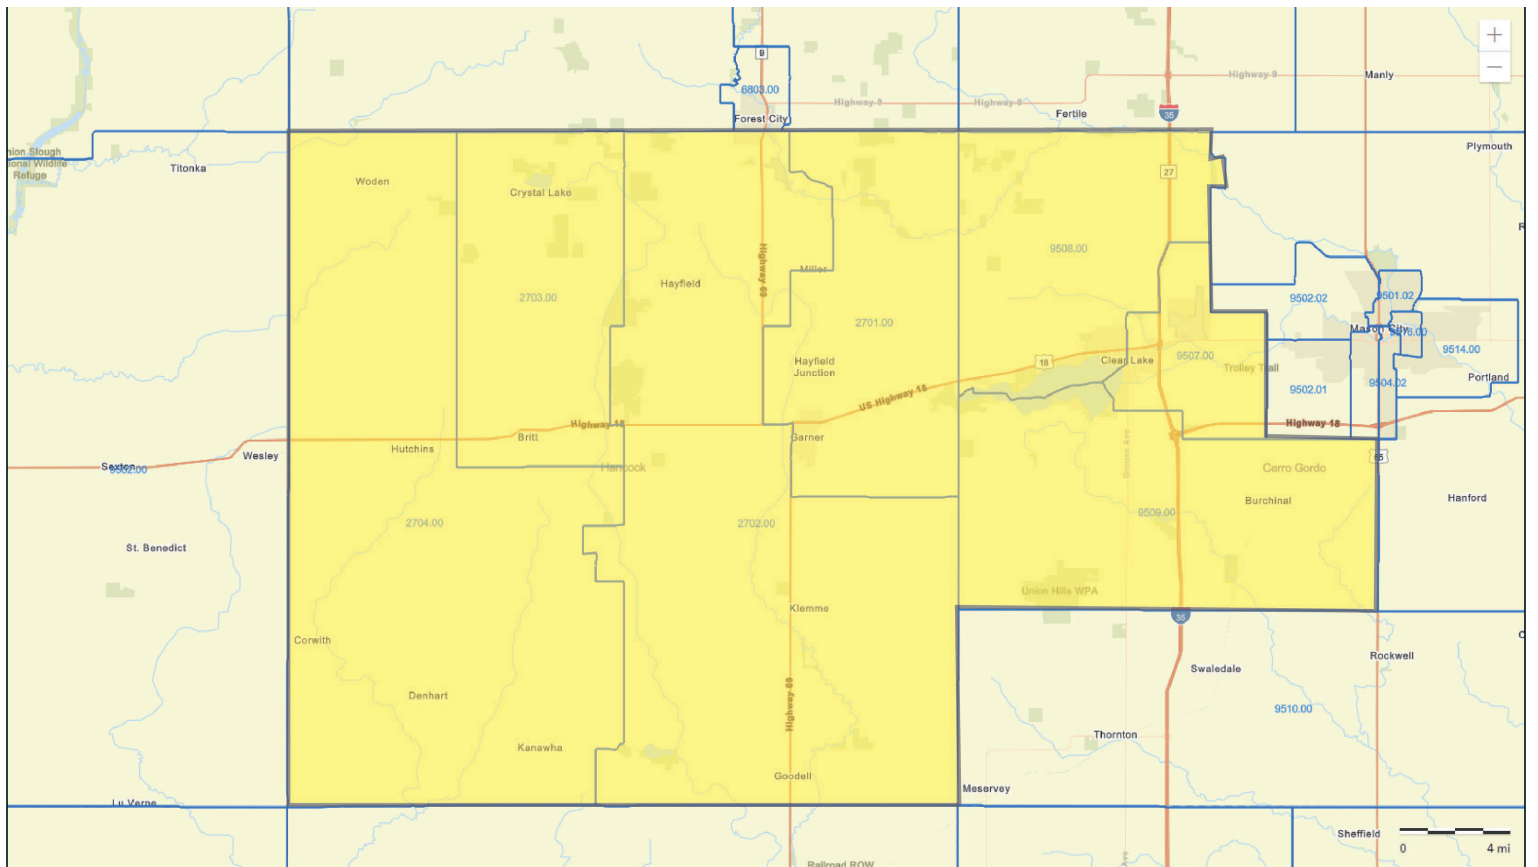 9
Highway 9
Manly
6803.00
Highway-9
Highway-9
Forest City
Fertile
35
Plymouth
Titonka
Refuge
Woden
27
Crystal Lake
9508.00
Miller
Highway 69
Hayfield
2703.00
9502.02
9501.02
2701.00
Mason City
9514.00
Hayfield
Junction
18
Clear Lake
9507.00
Trolley Trail
Portland
9502.01
9504.02
US Highway 18
Highway 18
Highway 18
Britt
Garner
Hutchins
Wesley
65
Sexton
Hancock
Cerro Gordo
Hanford
Burchinal
2704.00
2702.00
9509.00
Grouse Ave
St. Benedict
Union Hills WPA
Klemme
35
Corwith
Rockwell
Swaledale
Denhart
Highway 69
9510.00
Thornton
Kanawha
Goodell
Meservey
Lu Verne
Sheffield
0 4 mi
Railroad ROW